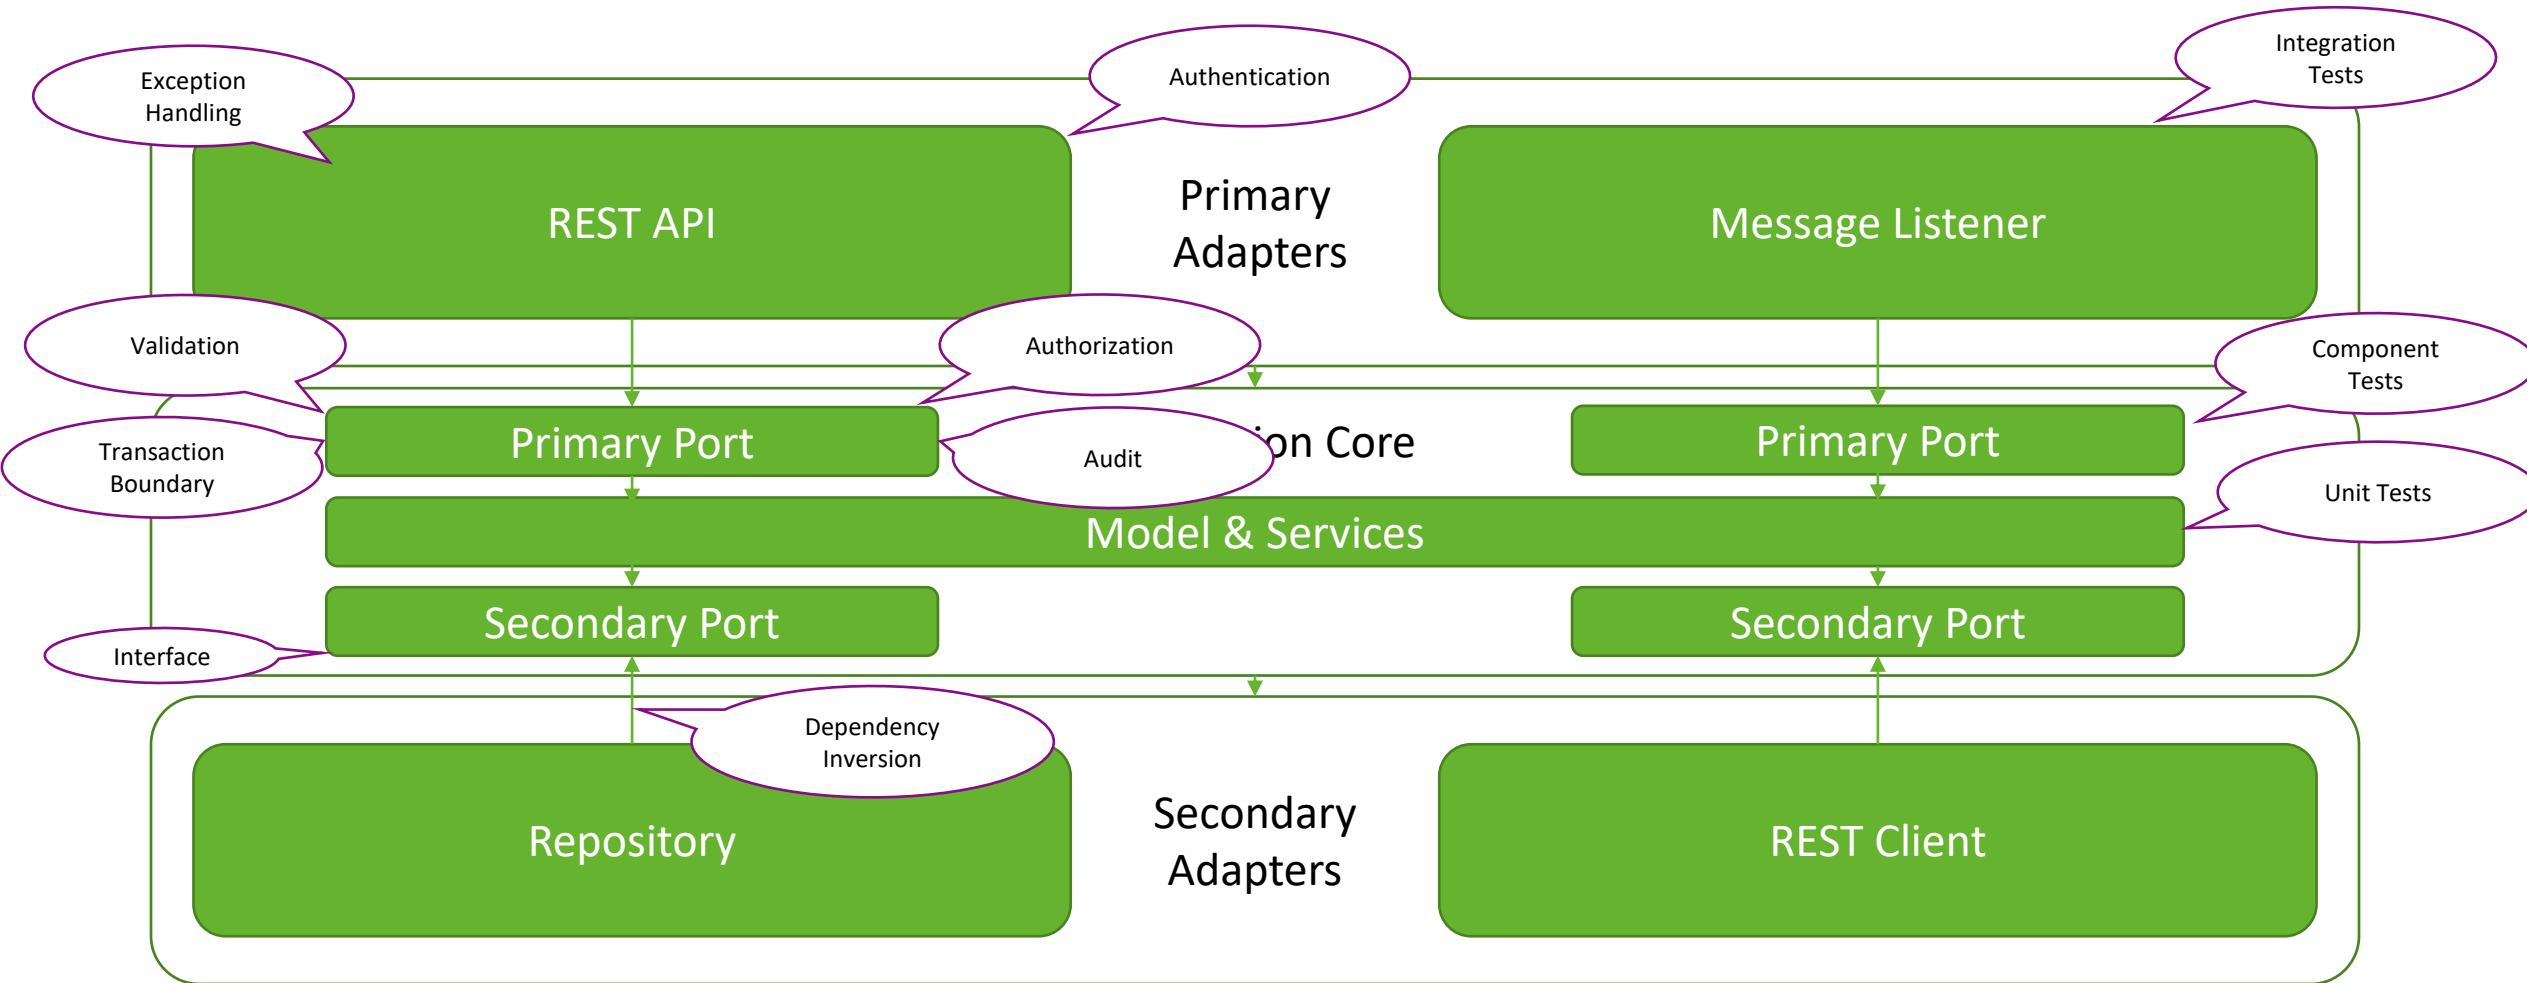 Exception
Handling
Authentication
Integration
Tests
REST API
Primary
Adapters
Message Listener
Validation
Authorization
Component
Tests
Transaction
Boundary
Primary Port
Audit
Core
Primary Port
Unit Tests
Model & Services
Secondary Port
Secondary Port
Interface
Dependency
Inversion
Repository
Secondary
Adapters
REST Client